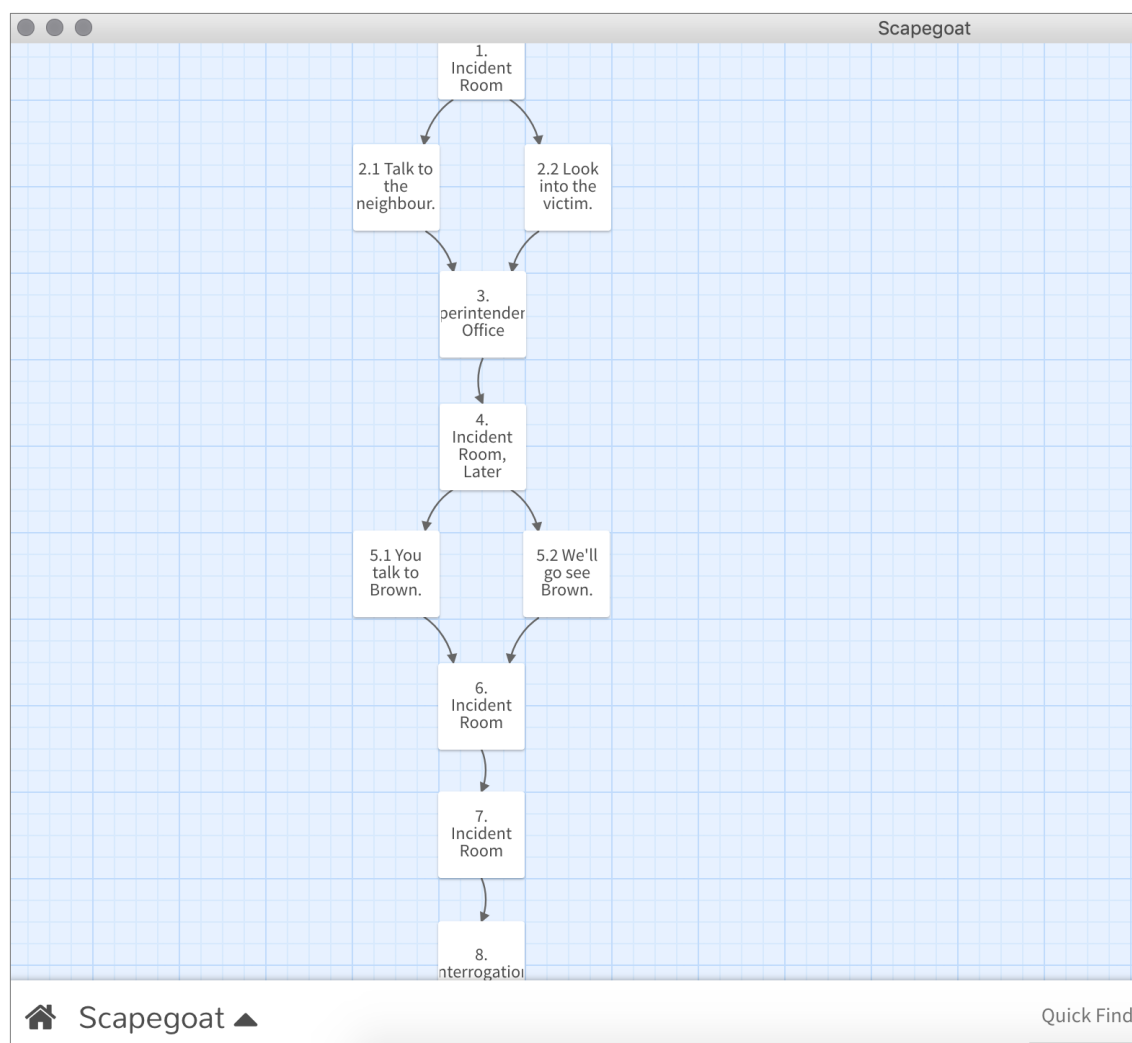 Scapegoat
1.
Incident
Room
2.1 Talk to
the
neighbour.
2.2 Look
into the
victim.
3.
perintender
Office
4.
Incident
Room,
Later
5.1 You
talk to
Brown.
5.2 We'll
go see
Brown.
6.
Incident
Room
7.
Incident
Room
8.
nterrogation
Scapegoat
Quick Find